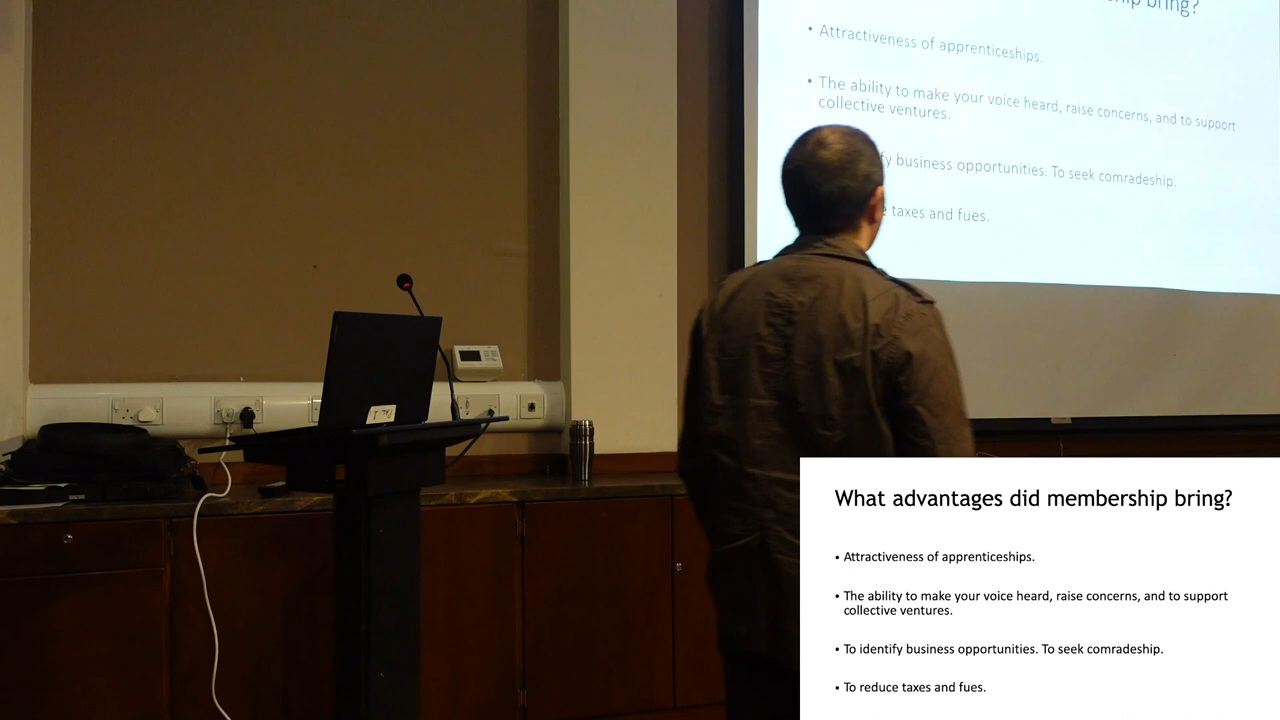 ship bring?
• Attractiveness of apprenticeships.
• The ability to make your voice heard, raise concerns, and to support
collective ventures.
fy business opportunities. To seek comradeship.
e taxes and fues.
What advantages did membership bring?
• Attractiveness of apprenticeships.
• The ability to make your voice heard, raise concerns, and to support
collective ventures.
• To identify business opportunities. To seek comradeship.
• To reduce taxes and fues.